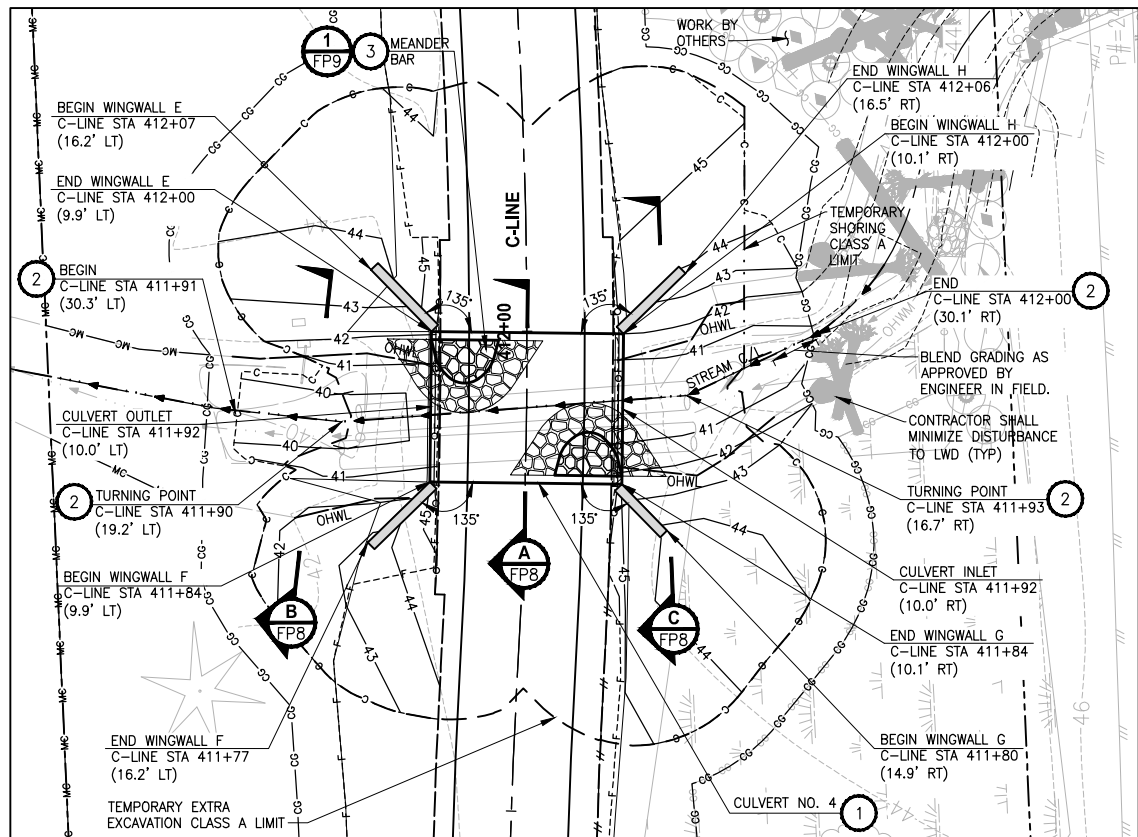 WORK BY
OTHERS
1
FP9
3
MEANDER
BAR
BEGIN WINGWALL E
C-LINE STA 412+07
(16.2' LT)
END WINGWALL E
C-LINE STA 412+00
(9.9' LT)
2
BEGIN
C-LINE STA 411+91
(30.3' LT)
CULVERT OUTLET
C-LINE STA 411+92
(10.0' LT)
2
TURNING POINT
C-LINE STA 411+90
(19.2' LT)
BEGIN WINGWALL F
C-LINE STA 411+84
(9.9' LT)
B
FP8
END WINGWALL F
C-LINE STA 411+77
(16.2' LT)
TEMPORARY EXTRA
EXCAVATION CLASS A LIMIT
C-LINE
412+00
135°
135°
135°
135°
A
FP8
C
FP8
STREAM C/L
OHWL
OHWL
OHWL
OHWL
OHWM
END WINGWALL H
C-LINE STA 412+06
(16.5' RT)
BEGIN WINGWALL H
C-LINE STA 412+00
(10.1' RT)
TEMPORARY
SHORING
CLASS A
LIMIT
END
C-LINE STA 412+00
(30.1' RT)
2
BLEND GRADING AS
APPROVED BY
ENGINEER IN FIELD.
CONTRACTOR SHALL
MINIMIZE DISTURBANCE
TO LWD (TYP)
TURNING POINT
C-LINE STA 411+93
(16.7' RT)
2
CULVERT INLET
C-LINE STA 411+92
(10.0' RT)
END WINGWALL G
C-LINE STA 411+84
(10.1' RT)
BEGIN WINGWALL G
C-LINE STA 411+80
(14.9' RT)
CULVERT NO. 4
1
44
45
45
44
43
42
41
40
40
41
42
43
44
45
44
43
42
41
41
42
43
44
44
45
42
46